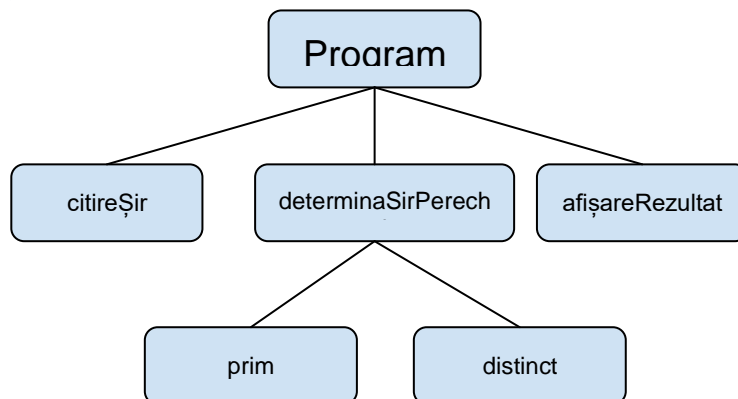 Program
citireȘir
determinaSirPerech
afișareRezultat
prim
distinct